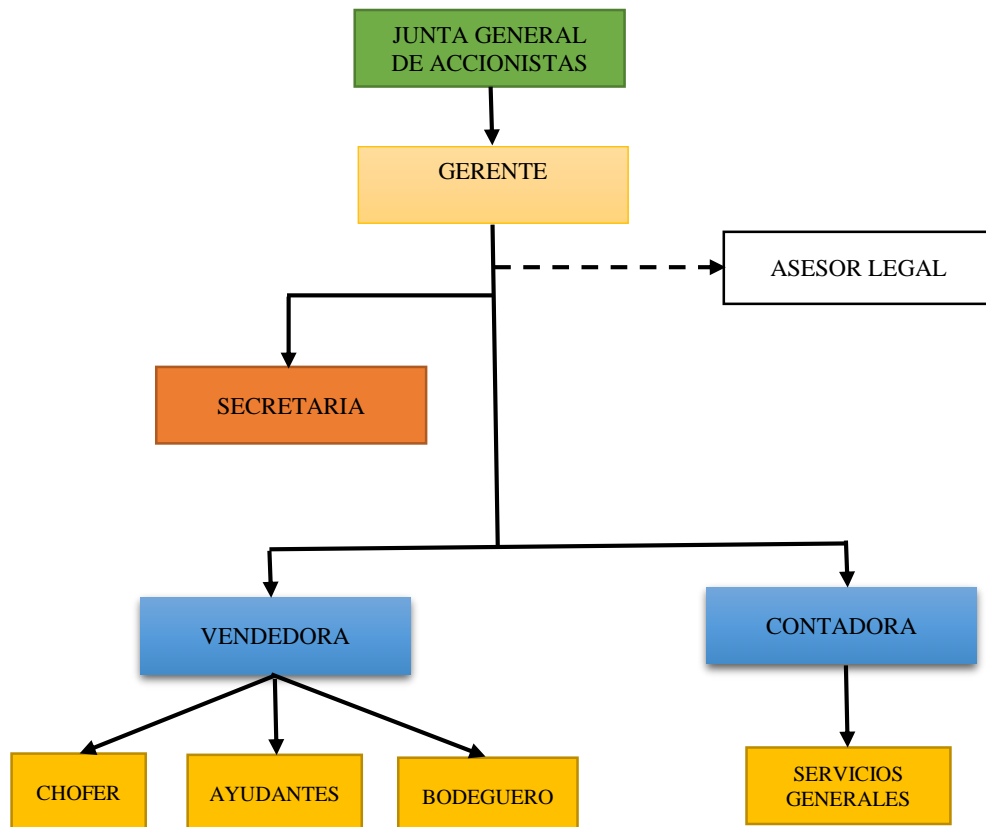 JUNTA GENERAL
DE ACCIONISTAS
GERENTE
ASESOR LEGAL
SECRETARIA
VENDEDORA
CONTADORA
CHOFER
AYUDANTES
BODEGUERO
SERVICIOS
GENERALES